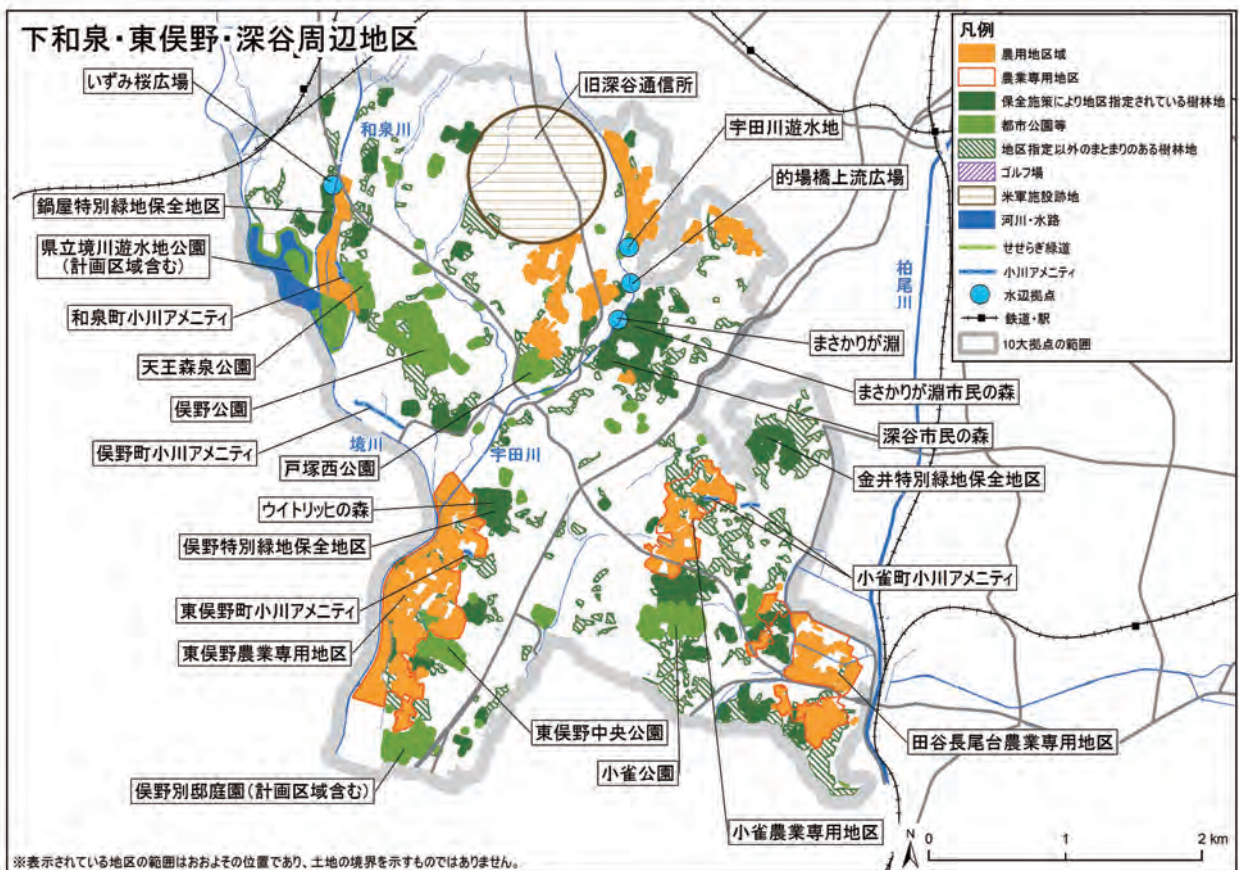 下和泉・東俣野・深谷周辺地区
いずみ桜広場
旧深谷通信所
和泉川
宇田川遊水地
的場橋上流広場
鍋屋特別緑地保全地区
県立境川遊水地公園
(計画区域含む)
和泉町小川アメニティ
天王森泉公園
俣野公園
俣野町小川アメニティ
境川
宇田川
戸塚西公園
柏尾川
まさかりが淵
まさかりが淵市民の森
深谷市民の森
金井特別緑地保全地区
ウイトリッヒの森
俣野特別緑地保全地区
東俣野町小川アメニティ
東俣野農業専用地区
小雀町小川アメニティ
東俣野中央公園
小雀公園
田谷長尾台農業専用地区
俣野別邸庭園(計画区域含む)
小雀農業専用地区
凡例
農用地区域
農業専用地区
保全施策により地区指定されている樹林地
都市公園等
地区指定以外のまとまりのある樹林地
ゴルフ場
米軍施設跡地
河川・水路
せせらぎ緑道
小川アメニティ
水辺拠点
鉄道・駅
10大拠点の範囲
N
0 1 2 km
※表示されている地区の範囲はおおよその位置であり、土地の境界を示すものではありません。